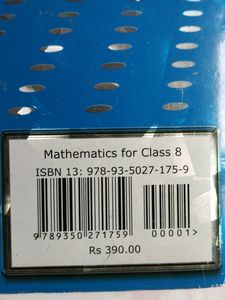 Mathematics for Class 8
ISBN 13: 978-93-5027-175-9
9 789350 271759 00001>
Rs 390.00